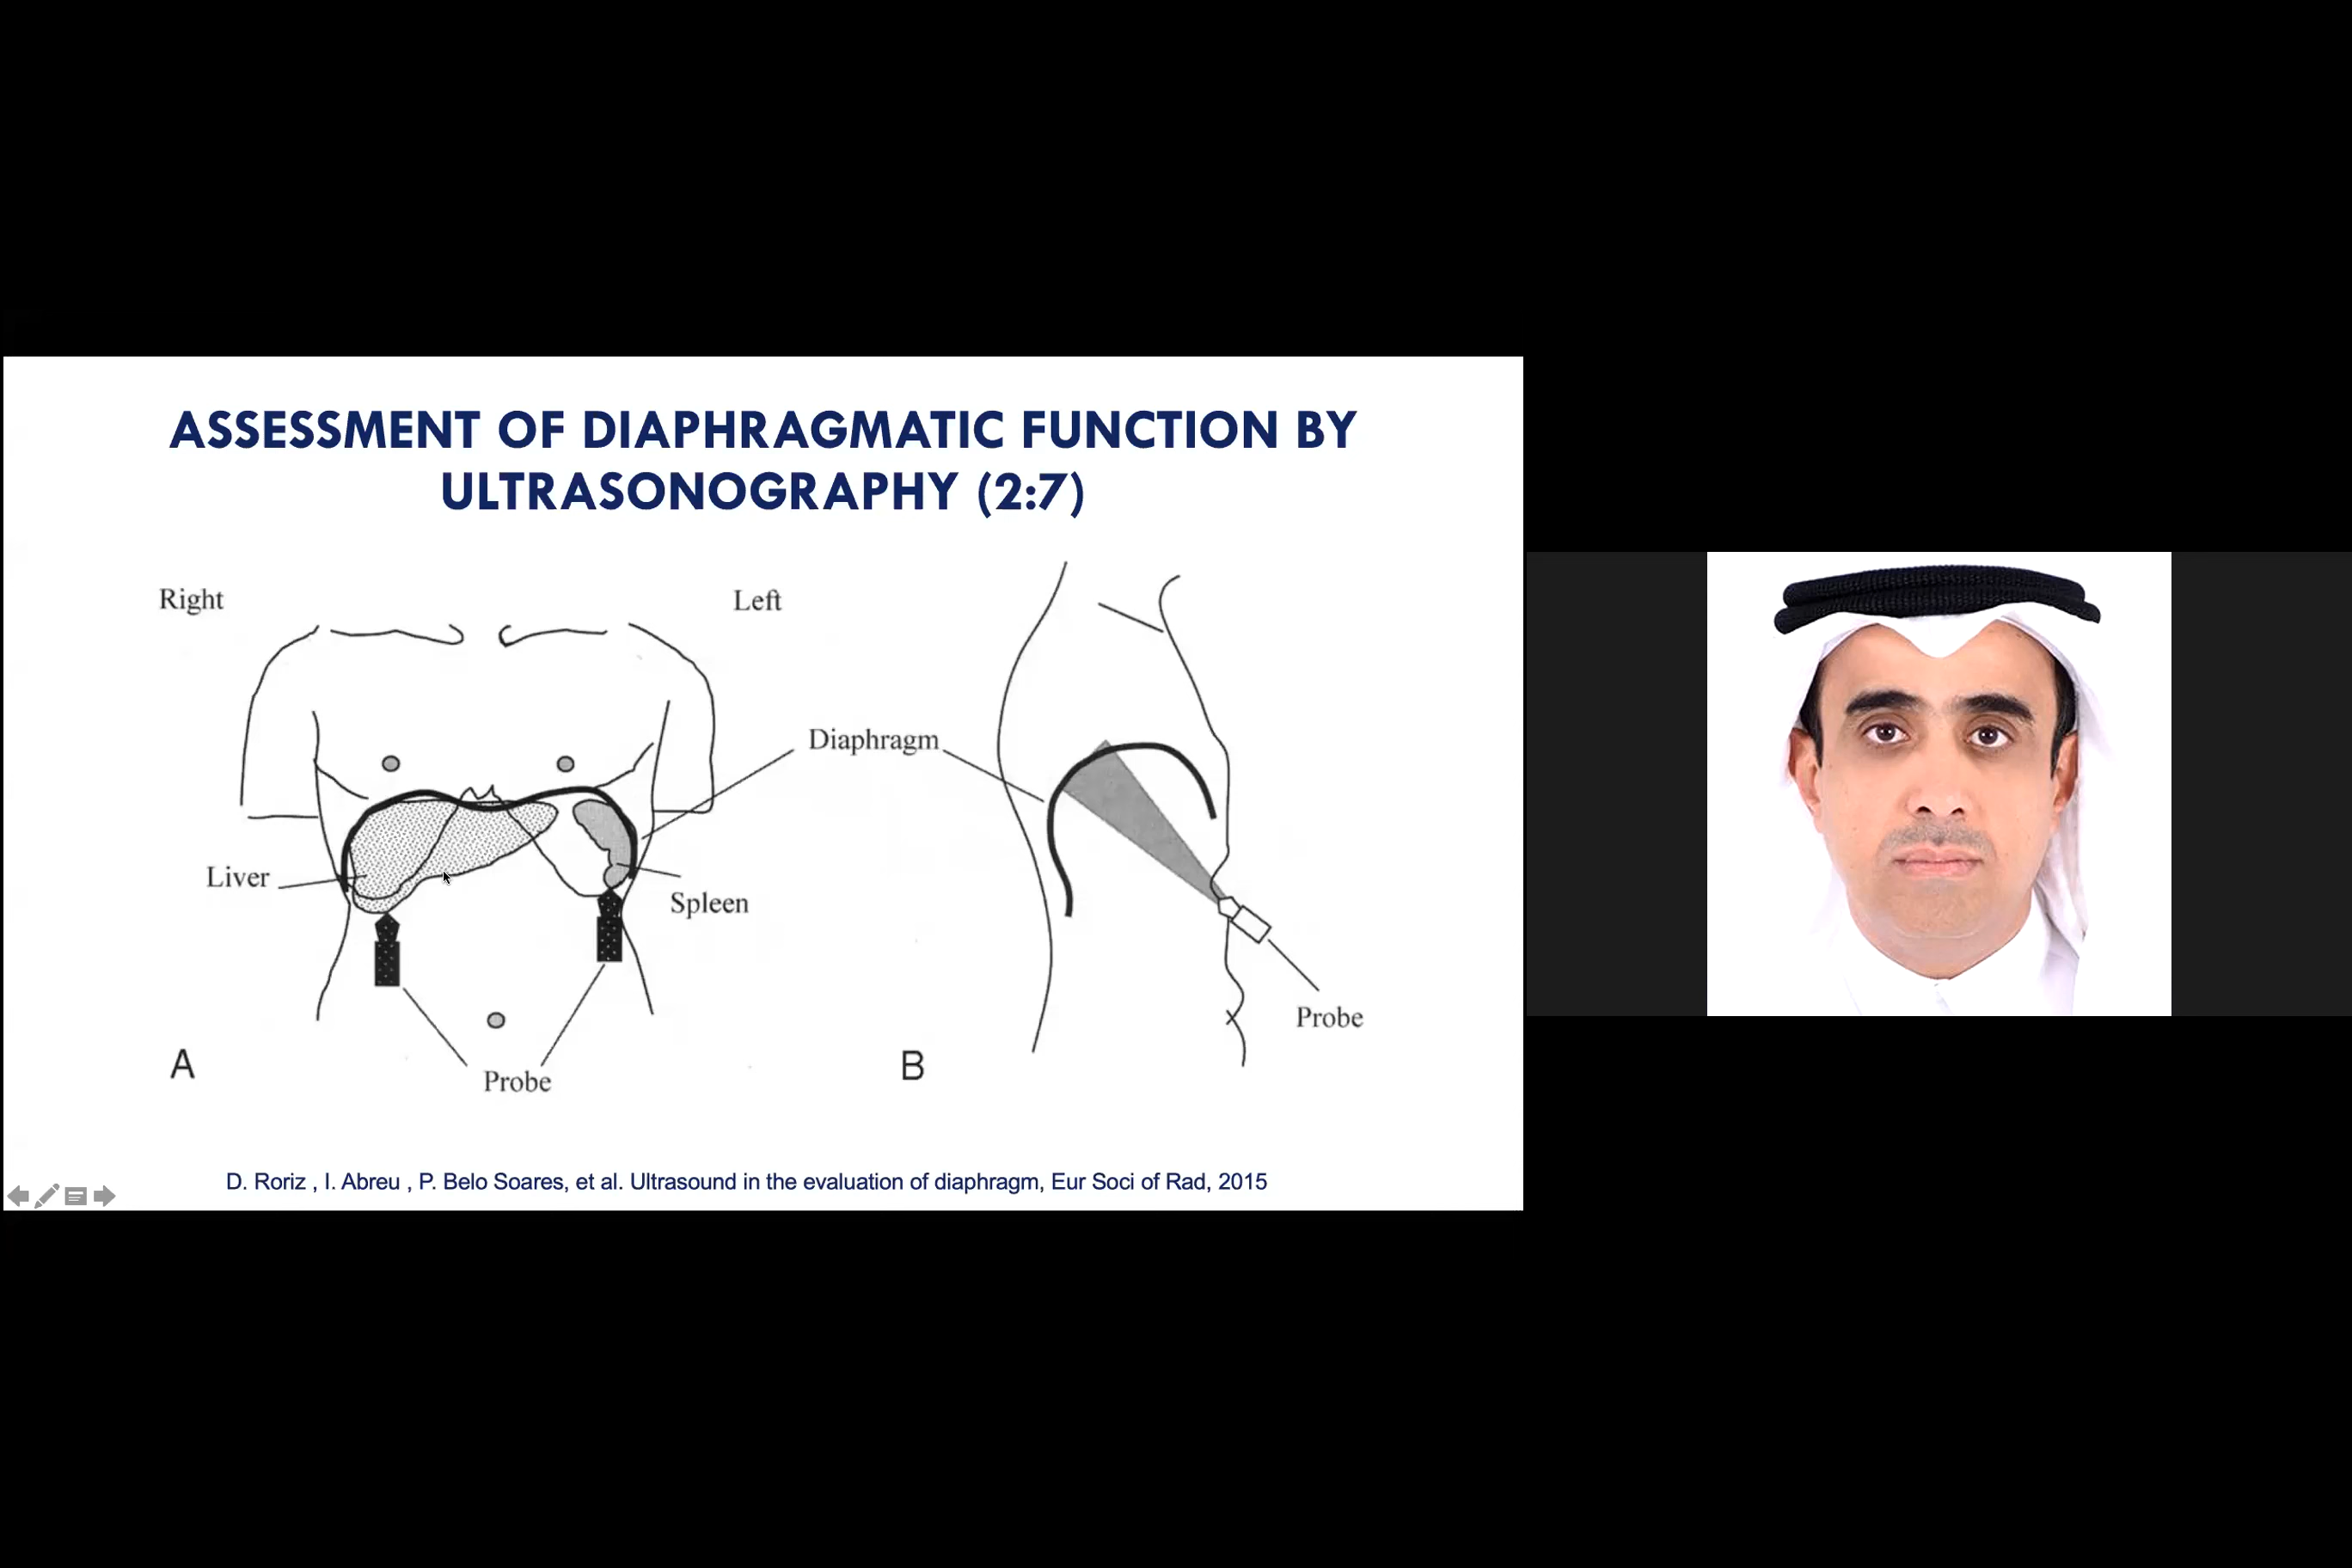 ASSESSMENT OF DIAPHRAGMATIC FUNCTION BY
ULTRASONOGRAPHY (2:7)
Right
Left
Diaphragm
Liver
Spleen
Probe
Probe
A
B
D. Roriz , I. Abreu , P. Belo Soares, et al. Ultrasound in the evaluation of diaphragm, Eur Soci of Rad, 2015